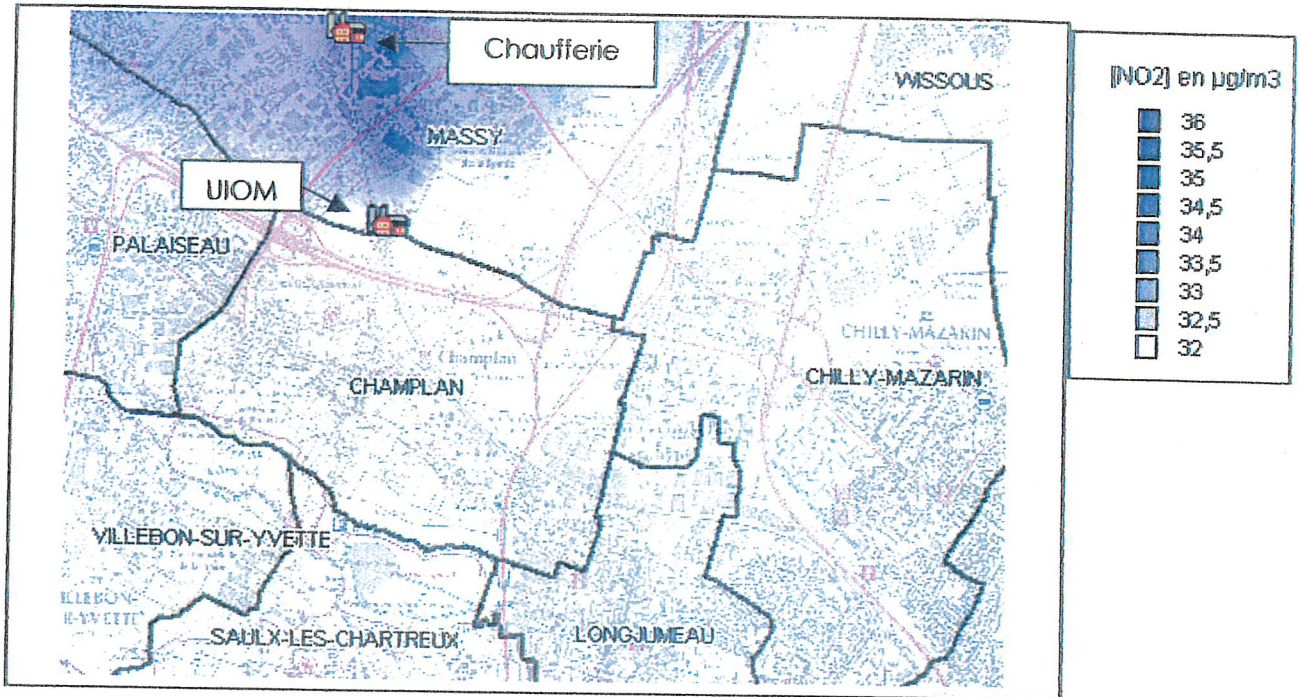 Chaufferie
WISSOUS
MASSY
UIOM
PALAISEAU
CHILLY-MAZARIN
Champlan
CHAMPLAN
CHILLY-MAZARIN
VILLEBON-SUR-YVETTE
SAULX-LES-CHARTREUX
LONGJUMEAU
[NO2] en µg/m3
36
35,5
35
34,5
34
33,5
33
32,5
32